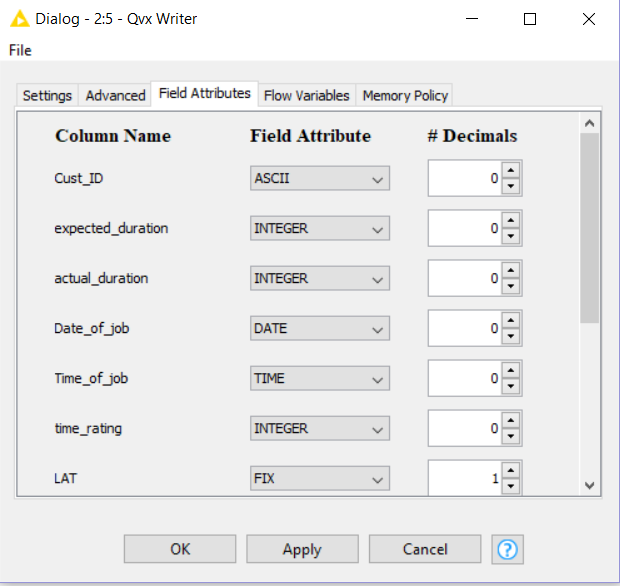 Dialog - 2:5 - Qvx Writer
File
Settings Advanced Field Attributes Flow Variables Memory Policy
Column Name Field Attribute # Decimals
Cust_ID ASCII 0
expected_duration INTEGER 0
actual_duration INTEGER 0
Date_of_job DATE 0
Time_of_job TIME 0
time_rating INTEGER 0
LAT FIX 1
OK Apply Cancel ?